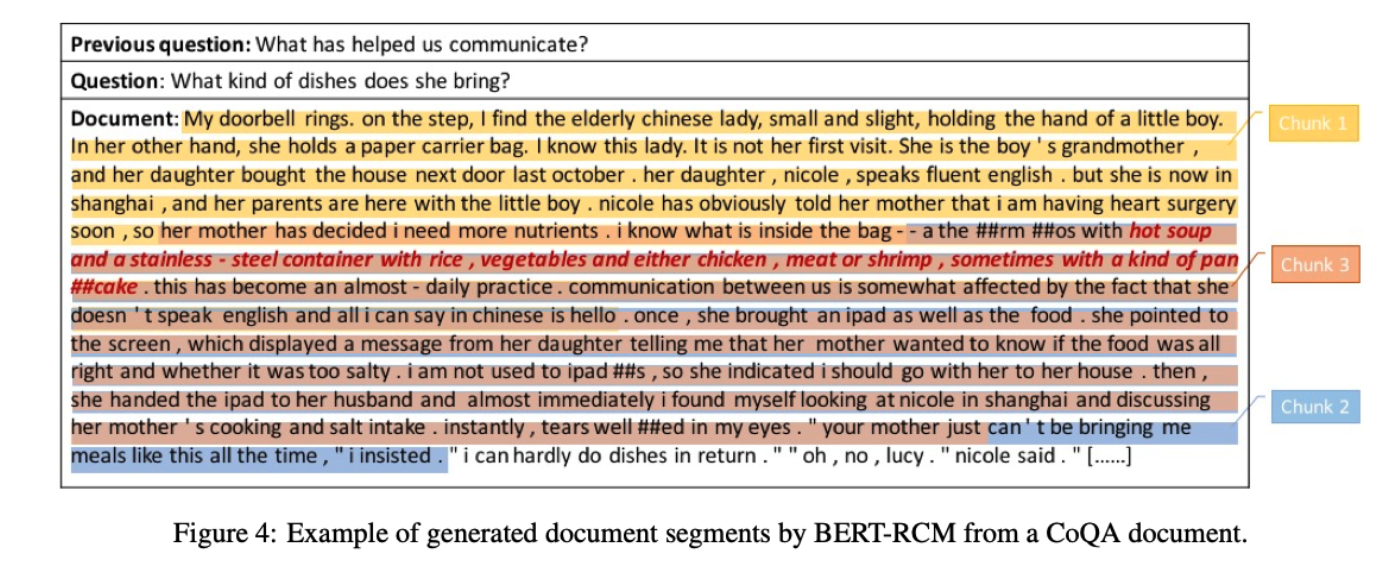 Previous question: What has helped us communicate?
Question: What kind of dishes does she bring?
Document: My doorbell rings. on the step, I find the elderly chinese lady, small and slight, holding the hand of a little boy.
Chunk 1
In her other hand, she holds a paper carrier bag. I know this lady. It is not her first visit. She is the boy ' s grandmother ,
and her daughter bought the house next door last october . her daughter , nicole , speaks fluent english . but she is now in
shanghai , and her parents are here with the little boy . nicole has obviously told her mother that i am having heart surgery
soon , so her mother has decided i need more nutrients . i know what is inside the bag - - a the ##rm ##os with hot soup
and a stainless - steel container with rice , vegetables and either chicken , meat or shrimp , sometimes with a kind of pan
Chunk 3
##cake . this has become an almost - daily practice . communication between us is somewhat affected by the fact that she
doesn ' t speak english and all i can say in chinese is hello . once , she brought an ipad as well as the food . she pointed to
the screen , which displayed a message from her daughter telling me that her mother wanted to know if the food was all
right and whether it was too salty . i am not used to ipad ##s , so she indicated i should go with her to her house . then ,
she handed the ipad to her husband and almost immediately i found myself looking at nicole in shanghai and discussing
Chunk 2
her mother ' s cooking and salt intake . instantly , tears well ##ed in my eyes . " your mother just can ' t be bringing me
meals like this all the time , " i insisted . " i can hardly do dishes in return . " " oh , no , lucy . " nicole said . " [......]
Figure 4: Example of generated document segments by BERT-RCM from a CoQA document.